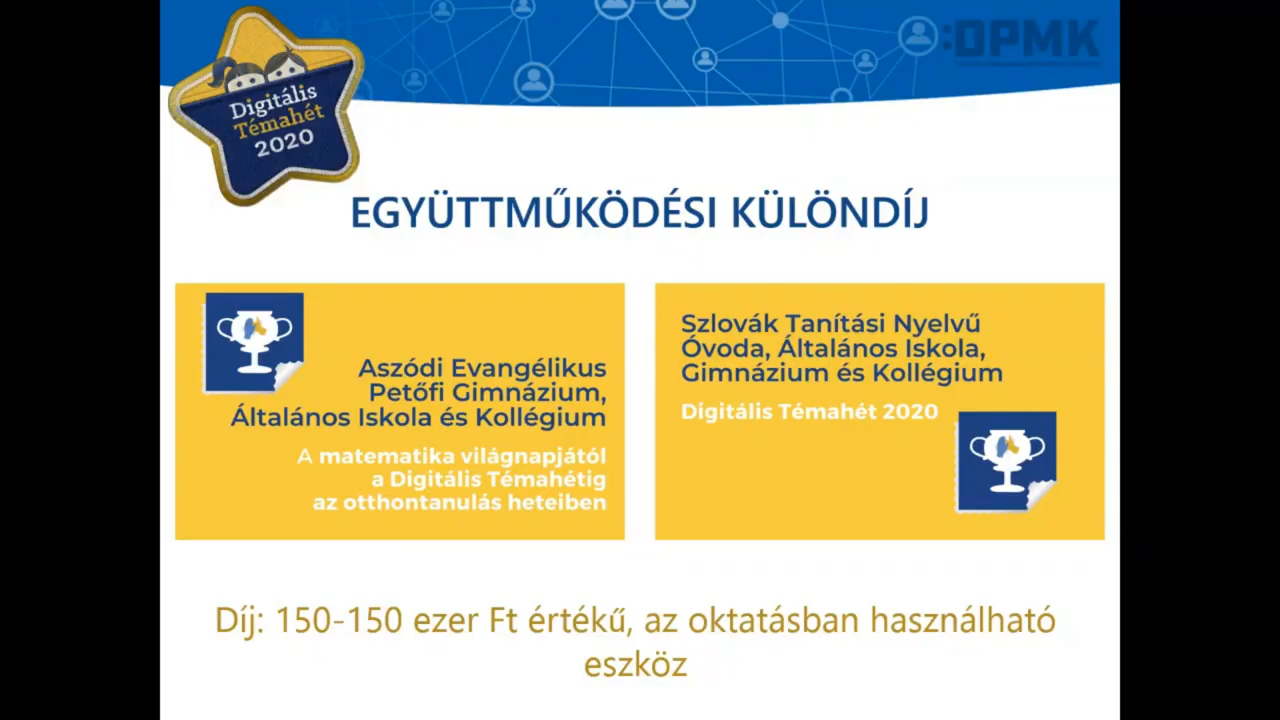 Digitális
Témahét
2020
:DPMK
EGYÜTTMŰKÖDÉSI KÜLÖNDÍJ
Aszódi Evangélikus
Petőfi Gimnázium,
Általános Iskola és Kollégium
A matematika világnapjától
a Digitális Témahétig
az otthontanulás heteiben
Szlovák Tanítási Nyelvű
Óvoda, Általános Iskola,
Gimnázium és Kollégium
Digitális Témahét 2020
Díj: 150-150 ezer Ft értékű, az oktatásban használható
eszköz